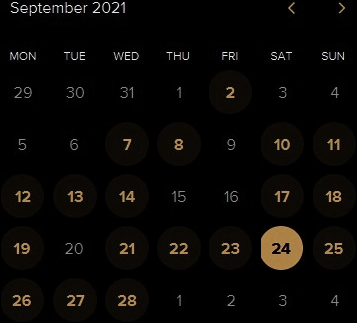 September 2021 < >
MON TUE WED THU FRI SAT SUN
29 30 31 1 2 3 4
5 6 7 8 9 10 11
12 13 14 15 16 17 18
19 20 21 22 23 24 25
26 27 28 1 2 3 4